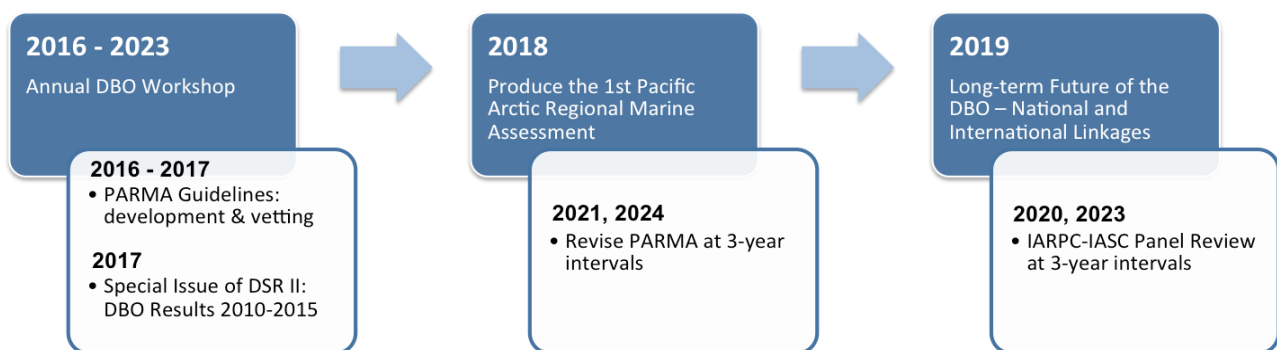 2016 - 2023
Annual DBO Workshop
2016 - 2017
• PARMA Guidelines:
development & vetting
2017
• Special Issue of DSR II:
DBO Results 2010-2015
2018
Produce the 1st Pacific
Arctic Regional Marine
Assessment
2021, 2024
• Revise PARMA at 3-year
intervals
2019
Long-term Future of the
DBO – National and
International Linkages
2020, 2023
• IARPC-IASC Panel Review
at 3-year intervals